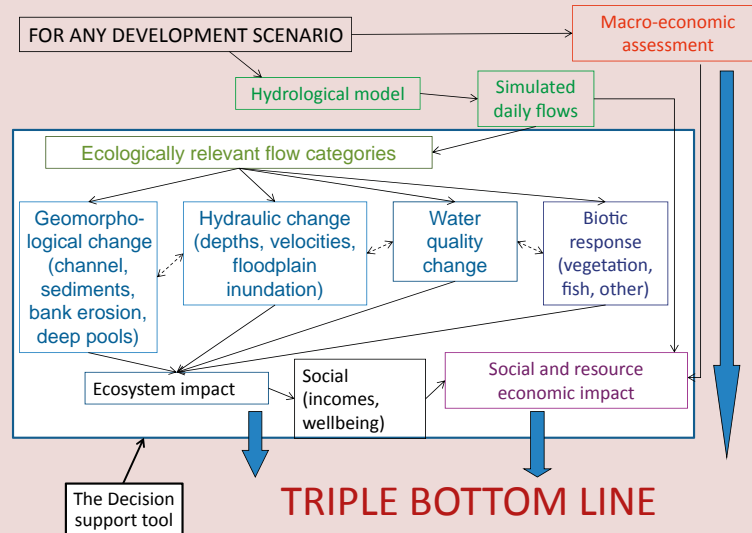 FOR ANY DEVELOPMENT SCENARIO
Macro-economic
assessment
Hydrological model
Simulated
daily flows
Ecologically relevant flow categories
Geomorpho-
logical change
(channel,
sediments,
bank erosion,
deep pools)
Hydraulic change
(depths, velocities,
floodplain
inundation)
Water
quality
change
Biotic
response
(vegetation,
fish, other)
Ecosystem impact
Social
(incomes,
wellbeing)
Social and resource
economic impact
The Decision
support tool
TRIPLE BOTTOM LINE